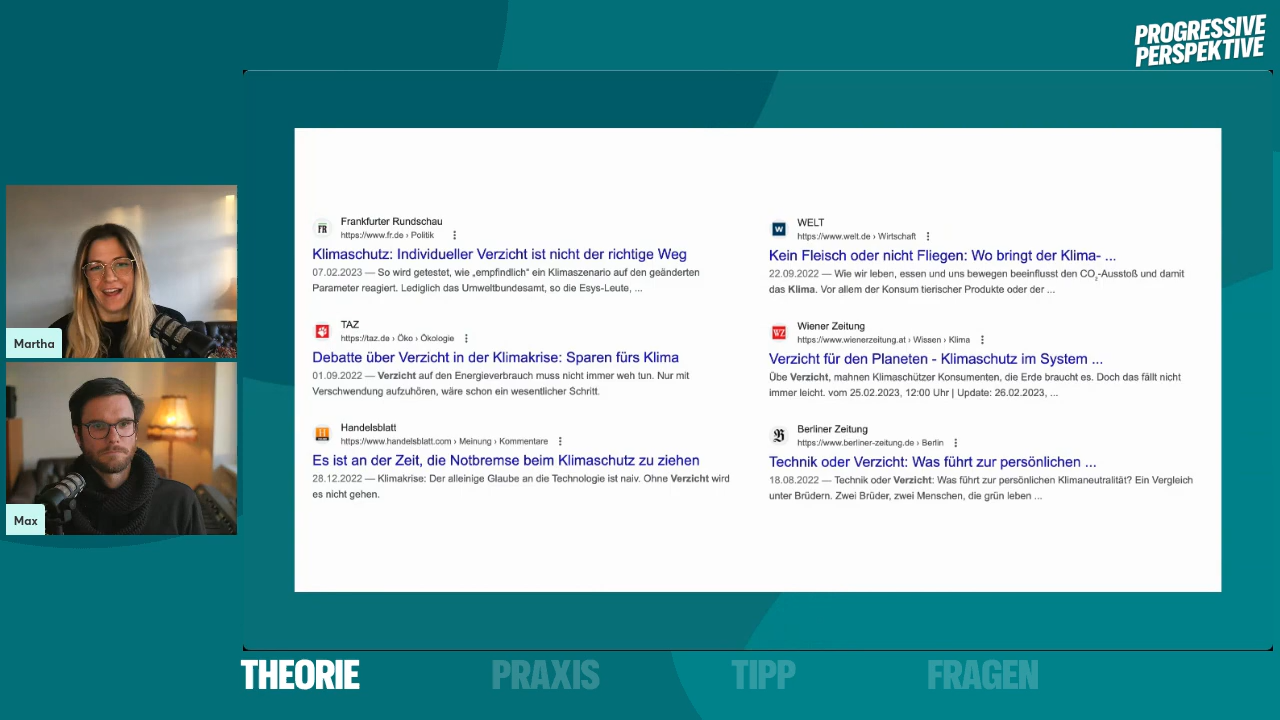 PROGRESSIVE
PERSPEKTIVE
Martha
Max
Frankfurter Rundschau
https://www.fr.de › Politik
Klimaschutz: Individueller Verzicht ist nicht der richtige Weg
07.02.2023 — So wird getestet, wie „empfindlich“ ein Klimaszenario auf den geänderten
Parameter reagiert. Lediglich das Umweltbundesamt, so die Esys-Leute, ...
TAZ
https://taz.de › Öko › Ökologie
Debatte über Verzicht in der Klimakrise: Sparen fürs Klima
01.09.2022 — Verzicht auf den Energieverbrauch muss nicht immer weh tun. Nur mit
Verschwendung aufzuhören, wäre schon ein wesentlicher Schritt.
Handelsblatt
https://www.handelsblatt.com › Meinung › Kommentare
Es ist an der Zeit, die Notbremse beim Klimaschutz zu ziehen
28.12.2022 — Klimakrise: Der alleinige Glaube an die Technologie ist naiv. Ohne Verzicht wird
es nicht gehen.
WELT
https://www.welt.de › Wirtschaft
Kein Fleisch oder nicht Fliegen: Wo bringt der Klima- ...
22.09.2022 — Wie wir leben, essen und uns bewegen beeinflusst den CO₂-Ausstoß und damit
das Klima. Vor allem der Konsum tierischer Produkte oder der ...
Wiener Zeitung
https://www.wienerzeitung.at › Wissen › Klima
Verzicht für den Planeten - Klimaschutz im System ...
Übe Verzicht, mahnen Klimaschützer Konsumenten, die Erde braucht es. Doch das fällt nicht
immer leicht. vom 25.02.2023, 12:00 Uhr | Update: 26.02.2023, ...
Berliner Zeitung
https://www.berliner-zeitung.de › Berlin
Technik oder Verzicht: Was führt zur persönlichen ...
18.08.2022 — Technik oder Verzicht: Was führt zur persönlichen Klimaneutralität? Ein Vergleich
unter Brüdern. Zwei Brüder, zwei Menschen, die grün leben ...
THEORIE
PRAXIS
TIPP
FRAGEN